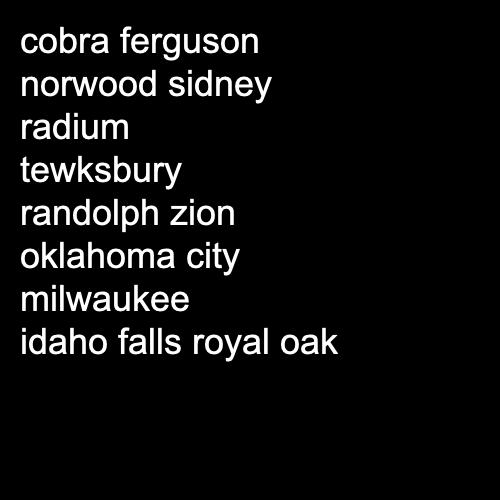 cobra ferguson
norwood sidney
radium
tewksbury
randolph zion
oklahoma city
milwaukee
idaho falls royal oak